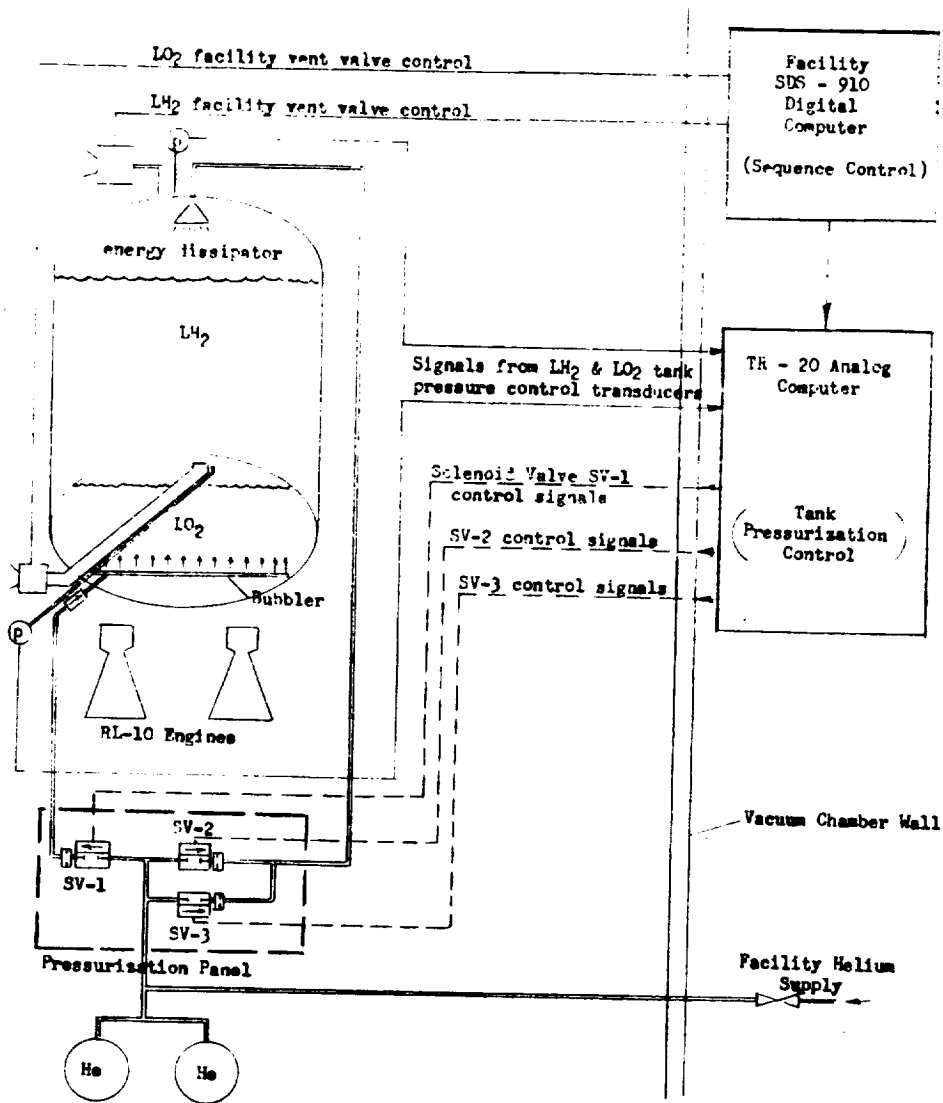 LO2 facility vent valve control
LH2 facility vent valve control
Facility
SDS - 910
Digital
Computer
(Sequence Control)
p
energy dissipator
LH2
Signals from LH2 & LO2 tank
pressure control transducers
TR - 20 Analog
Computer
Solenoid Valve SV-1
control signals
LO2
SV-2 control signals
(Tank
Pressurization
Control)
SV-3 control signals
Bubbler
p
RL-10 Engines
Vacuum Chamber Wall
SV-2
SV-1
SV-3
Pressurization Panel
Facility Helium
Supply
He
He